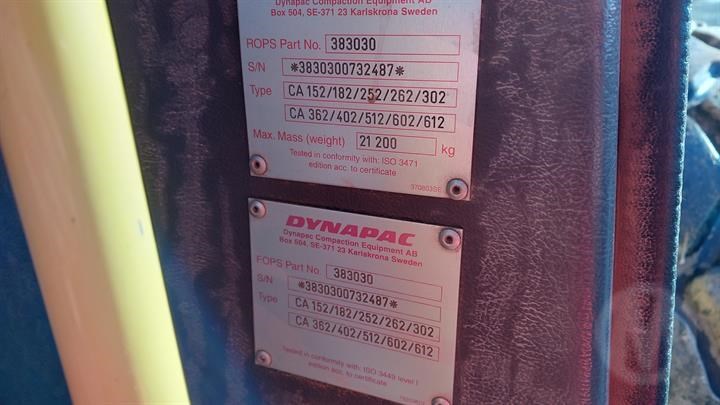 Dynapac Compaction Equipment AB
Box 504, SE-371 23 Karlskrona Sweden
ROPS Part No. 383030
S/N *3830300732487*
Type CA 152/182/252/262/302
CA 362/402/512/602/612
Max. Mass (weight) 21 200 kg
Tested in conformity with: ISO 3471
edition acc. to certificate
370803SE
DYNAPAC
Dynapac Compaction Equipment AB
Box 504, SE-371 23 Karlskrona Sweden
FOPS Part No. 383030
S/N *3830300732487*
Type CA 152/182/252/262/302
CA 362/402/512/602/612
Tested in conformity with: ISO 3449 level I
edition acc. to certificate